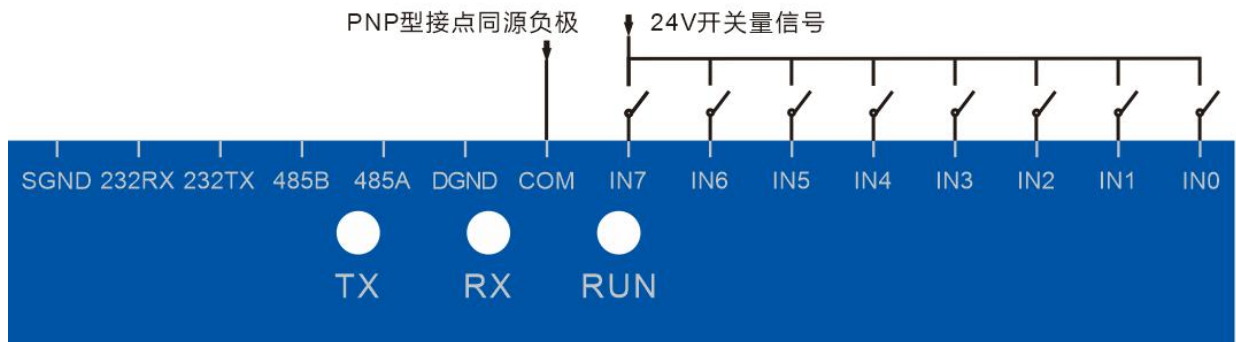 PNP型接点同源负极 24V开关量信号
SGND 232RX 232TX 485B 485A DGND COM IN7 IN6 IN5 IN4 IN3 IN2 IN1 IN0
TX RX RUN